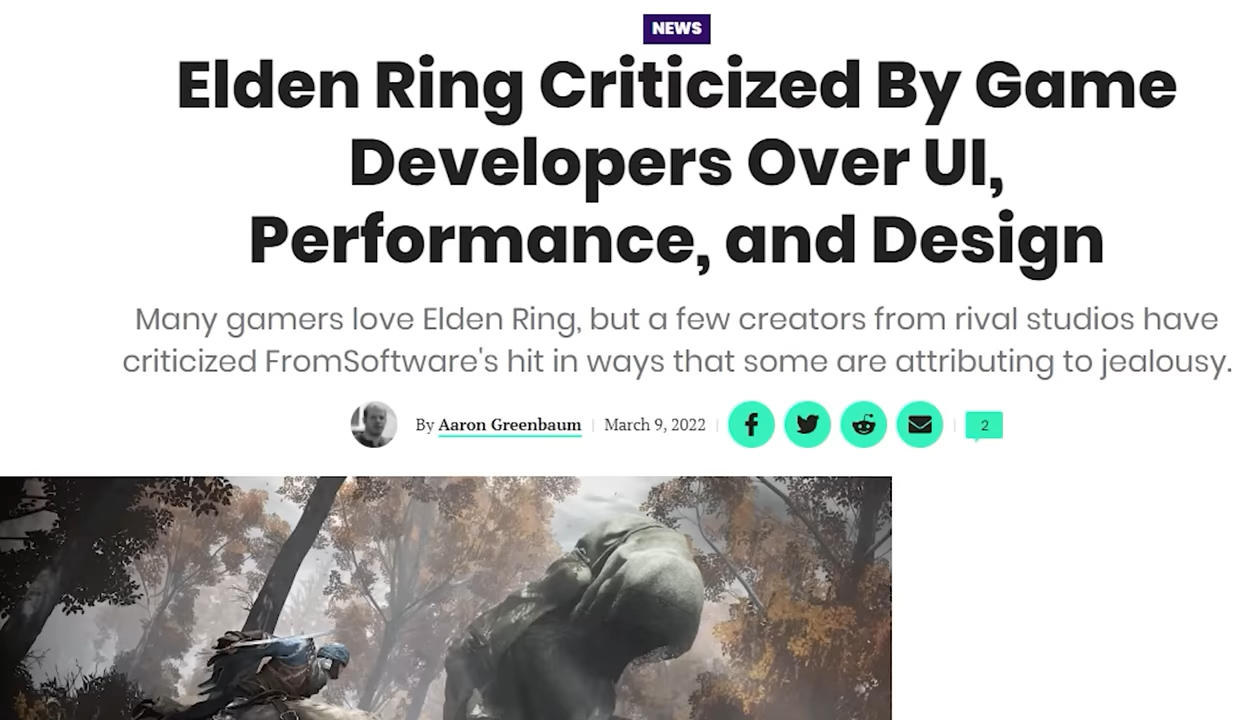 NEWS
Elden Ring Criticized By Game
Developers Over UI,
Performance, and Design
Many gamers love Elden Ring, but a few creators from rival studios have
criticized FromSoftware's hit in ways that some are attributing to jealousy.
By Aaron Greenbaum | March 9, 2022 | 2